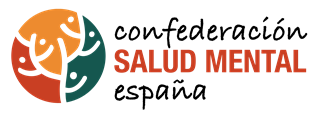 confederación
SALUD MENTAL
españa